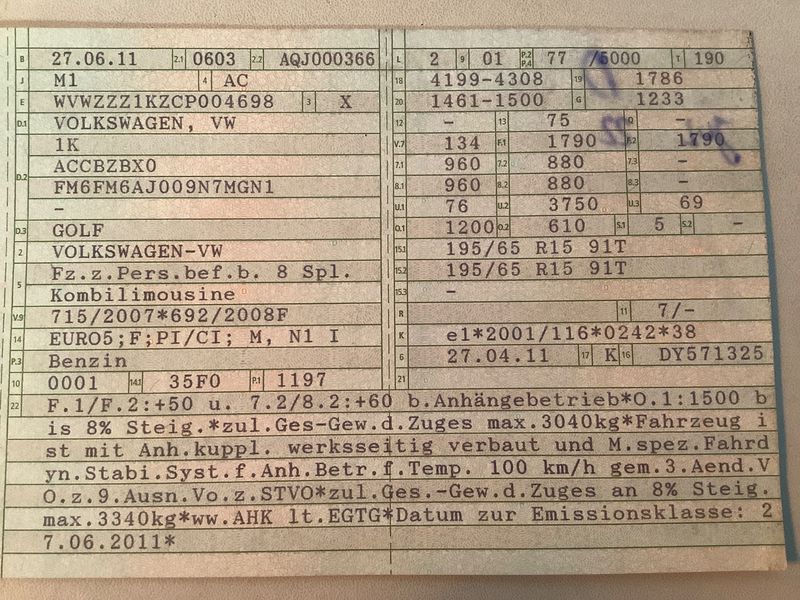 B 27.06.11 2.1 0603 2.2 AQJ000366
J M1 4 AC
E WVWZZZ1KZCP004698 3 X
D.1 VOLKSWAGEN, VW
1K
D.2 ACCBZBX0
FM6FM6AJ009N7MGN1
–
D.3 GOLF
2 VOLKSWAGEN-VW
5 Fz.z.Pers.bef.b. 8 Spl.
Kombilimousine
V.9 715/2007*692/2008F
14 EURO5;F;PI/CI; M, N1 I
P.3 Benzin
10 0001 14.1 35F0 P.1 1197
L 2 9 01 P.2 P.4 77 /5000 T 190
18 4199-4308 19 1786
20 1461-1500 G 1233
12 – 13 75 Q –
V.7 134 F.1 1790 F.2 1790
7.1 960 7.2 880 7.3 –
8.1 960 8.2 880 8.3 –
U.1 76 U.2 3750 U.3 69
O.1 1200 O.2 610 S.1 5 S.2 –
15.1 195/65 R15 91T
15.2 195/65 R15 91T
15.3 –
R 11 7/-
K e1*2001/116*0242*38
6 27.04.11 17 K 16 DY571325
21
22 F.1/F.2:+50 u. 7.2/8.2:+60 b.Anhängebetrieb*O.1:1500 b
is 8% Steig.*zul.Ges-Gew.d.Zuges max.3040kg*Fahrzeug i
st mit Anh.kuppl. werksseitig verbaut und M.spez.Fahrd
yn.Stabi.Syst.f.Anh.Betr.f.Temp. 100 km/h gem.3.Aend.V
O.z.9.Ausn.Vo.z.STVO*zul.Ges.-Gew.d.Zuges an 8% Steig.
max.3340kg*ww.AHK lt.EGTG*Datum zur Emissionsklasse: 2
7.06.2011*